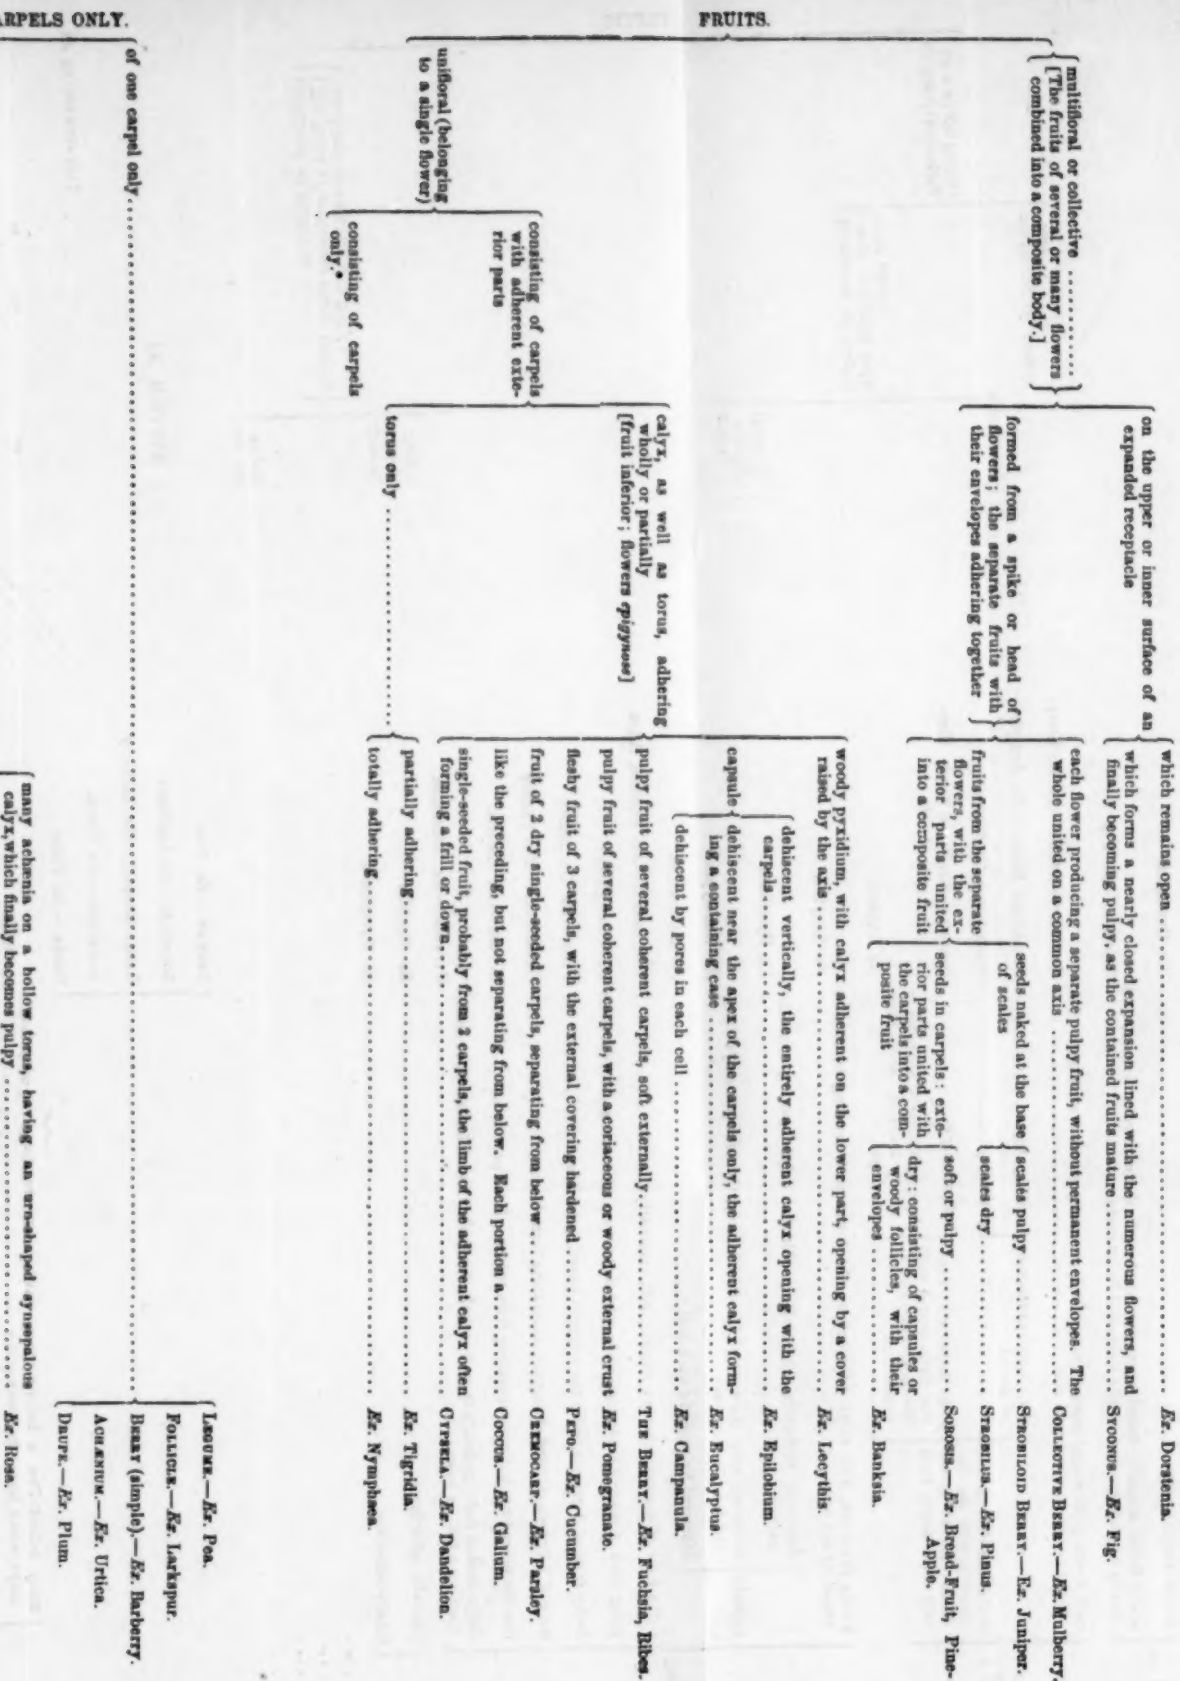 FRUITS.
multifloral or collective ..........
[The fruits of several or many flowers
combined into a composite body.]
on the upper or inner surface of an
expanded receptacle
which remains open ..........
Ex. Dorstenia.
which forms a nearly closed expansion lined with the numerous flowers, and
finally becoming pulpy, as the contained fruits mature ..........
SYCONUS.—Ex. Fig.
formed from a spike or head of
flowers; the separate fruits with
their envelopes adhering together
each flower producing a separate pulpy fruit, without permanent envelopes. The
whole united on a common axis ..........
COLLECTIVE BERRY.—Ex. Mulberry.
fruits from the separate
flowers, with the ex-
terior parts united
into a composite fruit
seeds naked at the base
of scales
scales pulpy ..........
STROBILOID BERRY.—Ex. Juniper.
scales dry ..........
STROBILUS.—Ex. Pinus.
seeds in carpels: exte-
rior parts united with
the carpels into a com-
posite fruit
soft or pulpy ..........
SOROSIS.—Ex. Bread-Fruit, Pine-
Apple.
dry: consisting of capsules or
woody follicles, with their
envelopes ..........
Ex. Banksia.
unifloral (belonging
to a single flower)
consisting of carpels
with adherent exte-
rior parts
calyx, as well as torus, adhering
wholly or partially
[fruit inferior; flowers epigynose]
woody pyxidium, with calyx adherent on the lower part, opening by a cover
raised by the axis ..........
Ex. Lecythis.
capsule
dehiscent vertically, the entirely adherent calyx opening with the
carpels..........
Ex. Epilobium.
dehiscent near the apex of the carpels only, the adherent calyx form-
ing a containing case ..........
Ex. Eucalyptus.
dehiscent by pores in each cell ..........
Ex. Campanula.
pulpy fruit of several coherent carpels, soft externally ..........
THE BERRY.—Ex. Fuchsia, Ribes.
pulpy fruit of several coherent carpels, with a coriaceous or woody external crust
Ex. Pomegranate.
fleshy fruit of 3 carpels, with the external covering hardened ..........
PEPO.—Ex. Cucumber.
fruit of 2 dry single-seeded carpels, separating from below ..........
CREMOCARP.—Ex. Parsley.
like the preceding, but not separating from below. Each portion a ..........
COCCUS.—Ex. Galium.
single-seeded fruit, probably from 2 carpels, the limb of the adherent calyx often
forming a frill or down ..........
CYPSELA.—Ex. Dandelion.
torus only ..........
partially adhering ..........
Ex. Tigridia.
totally adhering ..........
Ex. Nymphaea.
consisting of carpels
only.*
ARPELS ONLY.
of one carpel only ..........
LEGUME.—Ex. Pea.
FOLLICLE.—Ex. Larkspur.
BERRY (simple).—Ex. Barberry.
ACHÆNIUM.—Ex. Urtica.
DRUPE.—Ex. Plum.
many achænia on a hollow torus, having an urn-shaped synsepalous
calyx, which finally becomes pulpy ..........
Ex. Rosa.